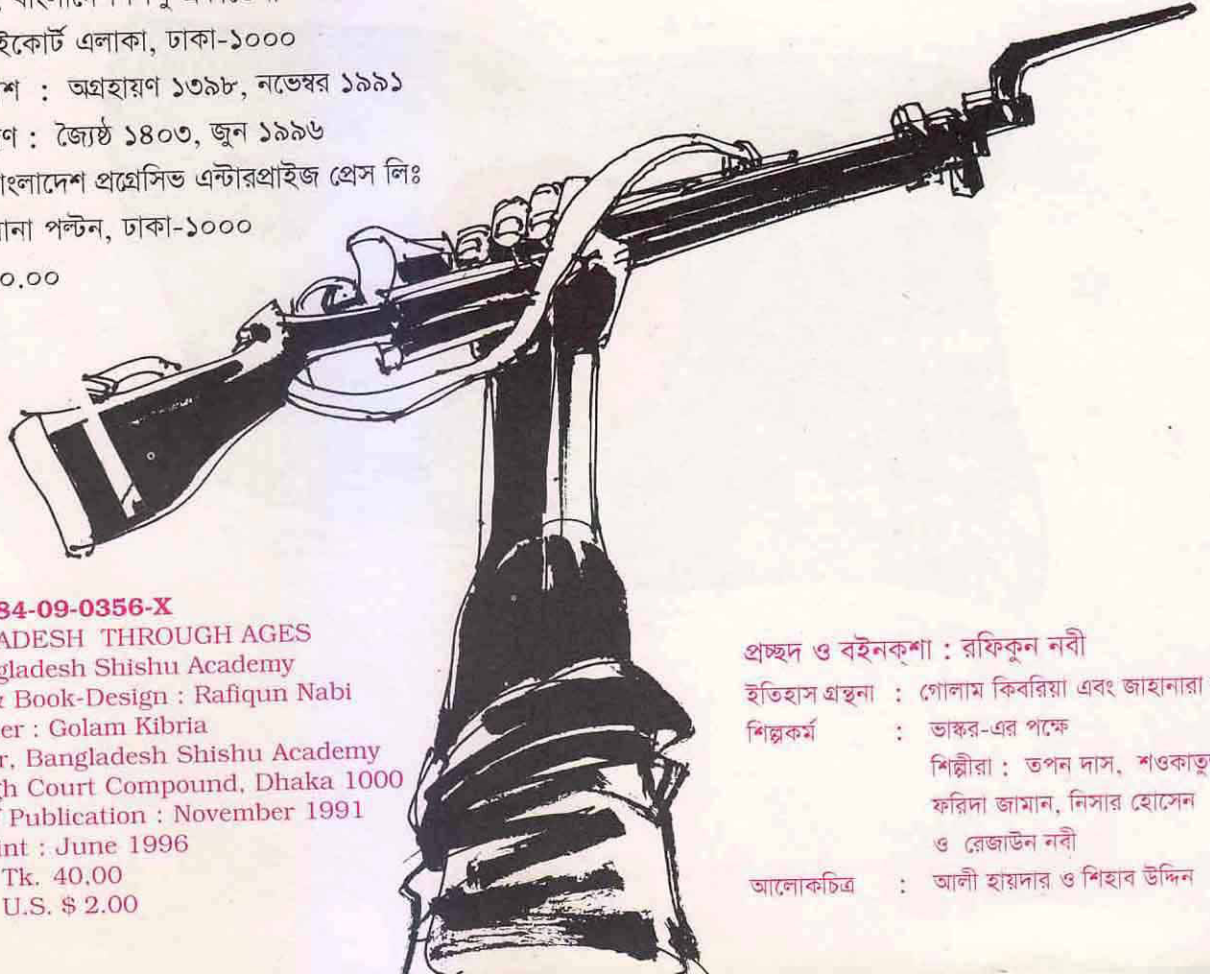 হাইকোর্ট এলাকা, ঢাকা-১০০০
: অগ্রহায়ণ ১৩৯৮, নভেম্বর ১৯৯১
: জ্যৈষ্ঠ ১৪০৩, জুন ১৯৯৬
বাংলাদেশ প্রগ্রেসিভ এন্টারপ্রাইজ প্রেস লিঃ
পল্টন, ঢাকা-১০০০
০.০০
84-09-0356-X
ADESH THROUGH AGES
gladesh Shishu Academy
& Book-Design : Rafiqun Nabi
er : Golam Kibria
r, Bangladesh Shishu Academy
gh Court Compound, Dhaka 1000
f Publication : November 1991
int : June 1996
Tk. 40.00
U.S. $ 2.00
প্রচ্ছদ ও বইনক্‌শা : রফিকুন নবী
ইতিহাস গ্রন্থনা : গোলাম কিবরিয়া এবং জাহানারা
শিল্পকর্ম : ভাস্কর-এর পক্ষে
শিল্পীরা : তপন দাস, শওকাতু
ফরিদা জামান, নিসার হোসেন
ও রেজাউন নবী
আলোকচিত্র : আলী হায়দার ও শিহাব উদ্দিন